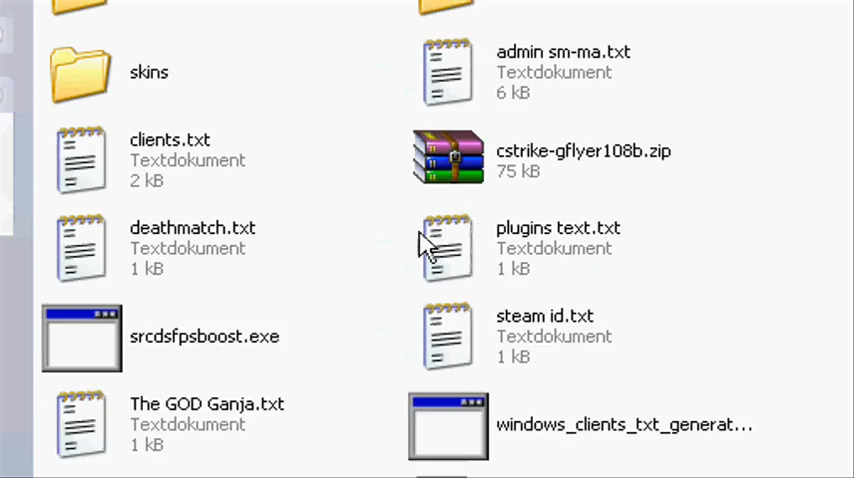 skins
admin sm-ma.txt
Textdokument
6 kB
clients.txt
Textdokument
2 kB
cstrike-gflyer108b.zip
75 kB
deathmatch.txt
Textdokument
1 kB
plugins text.txt
Textdokument
1 kB
srcdsfpsboost.exe
steam id.txt
Textdokument
1 kB
The GOD Ganja.txt
Textdokument
1 kB
windows_clients_txt_generat...